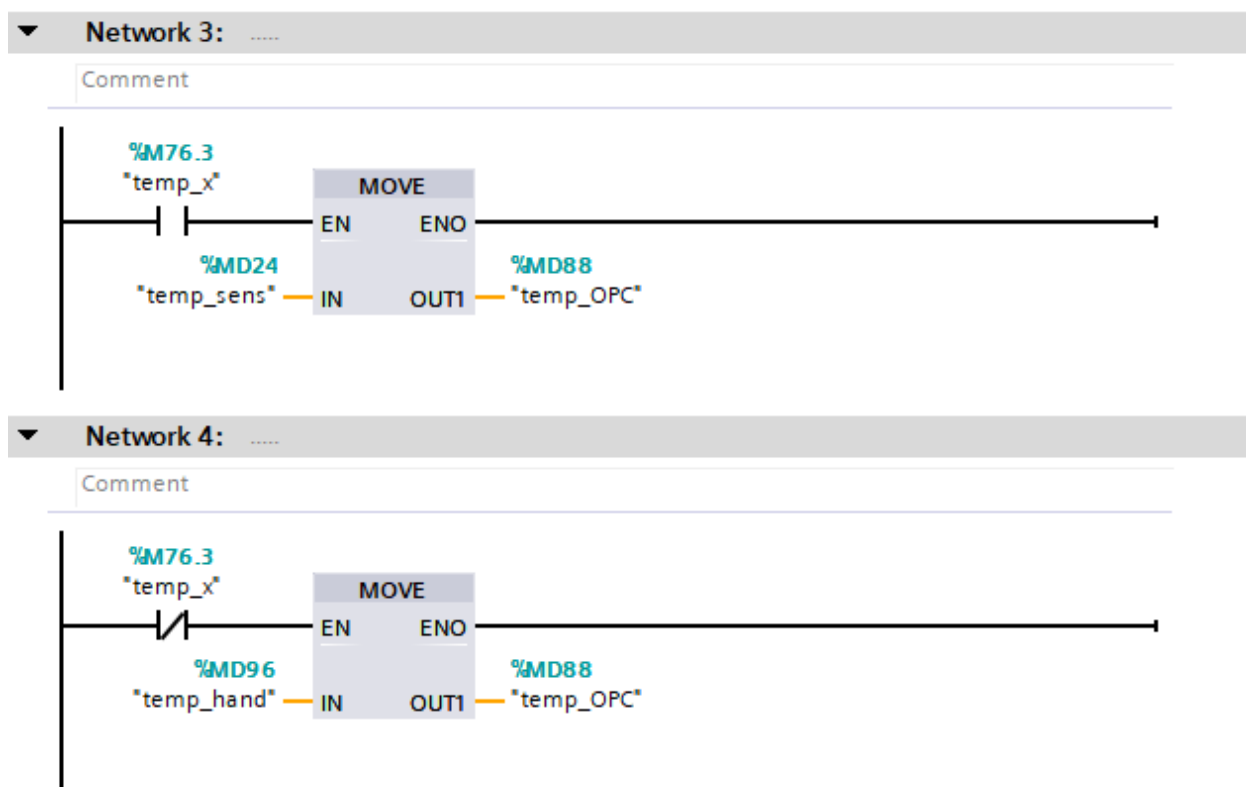 Network 3: .....
Comment
%M76.3
"temp_x"
MOVE
EN ENO
%MD24 %MD88
"temp_sens" IN OUT1 "temp_OPC"
Network 4: .....
Comment
%M76.3
"temp_x"
MOVE
EN ENO
%MD96 %MD88
"temp_hand" IN OUT1 "temp_OPC"